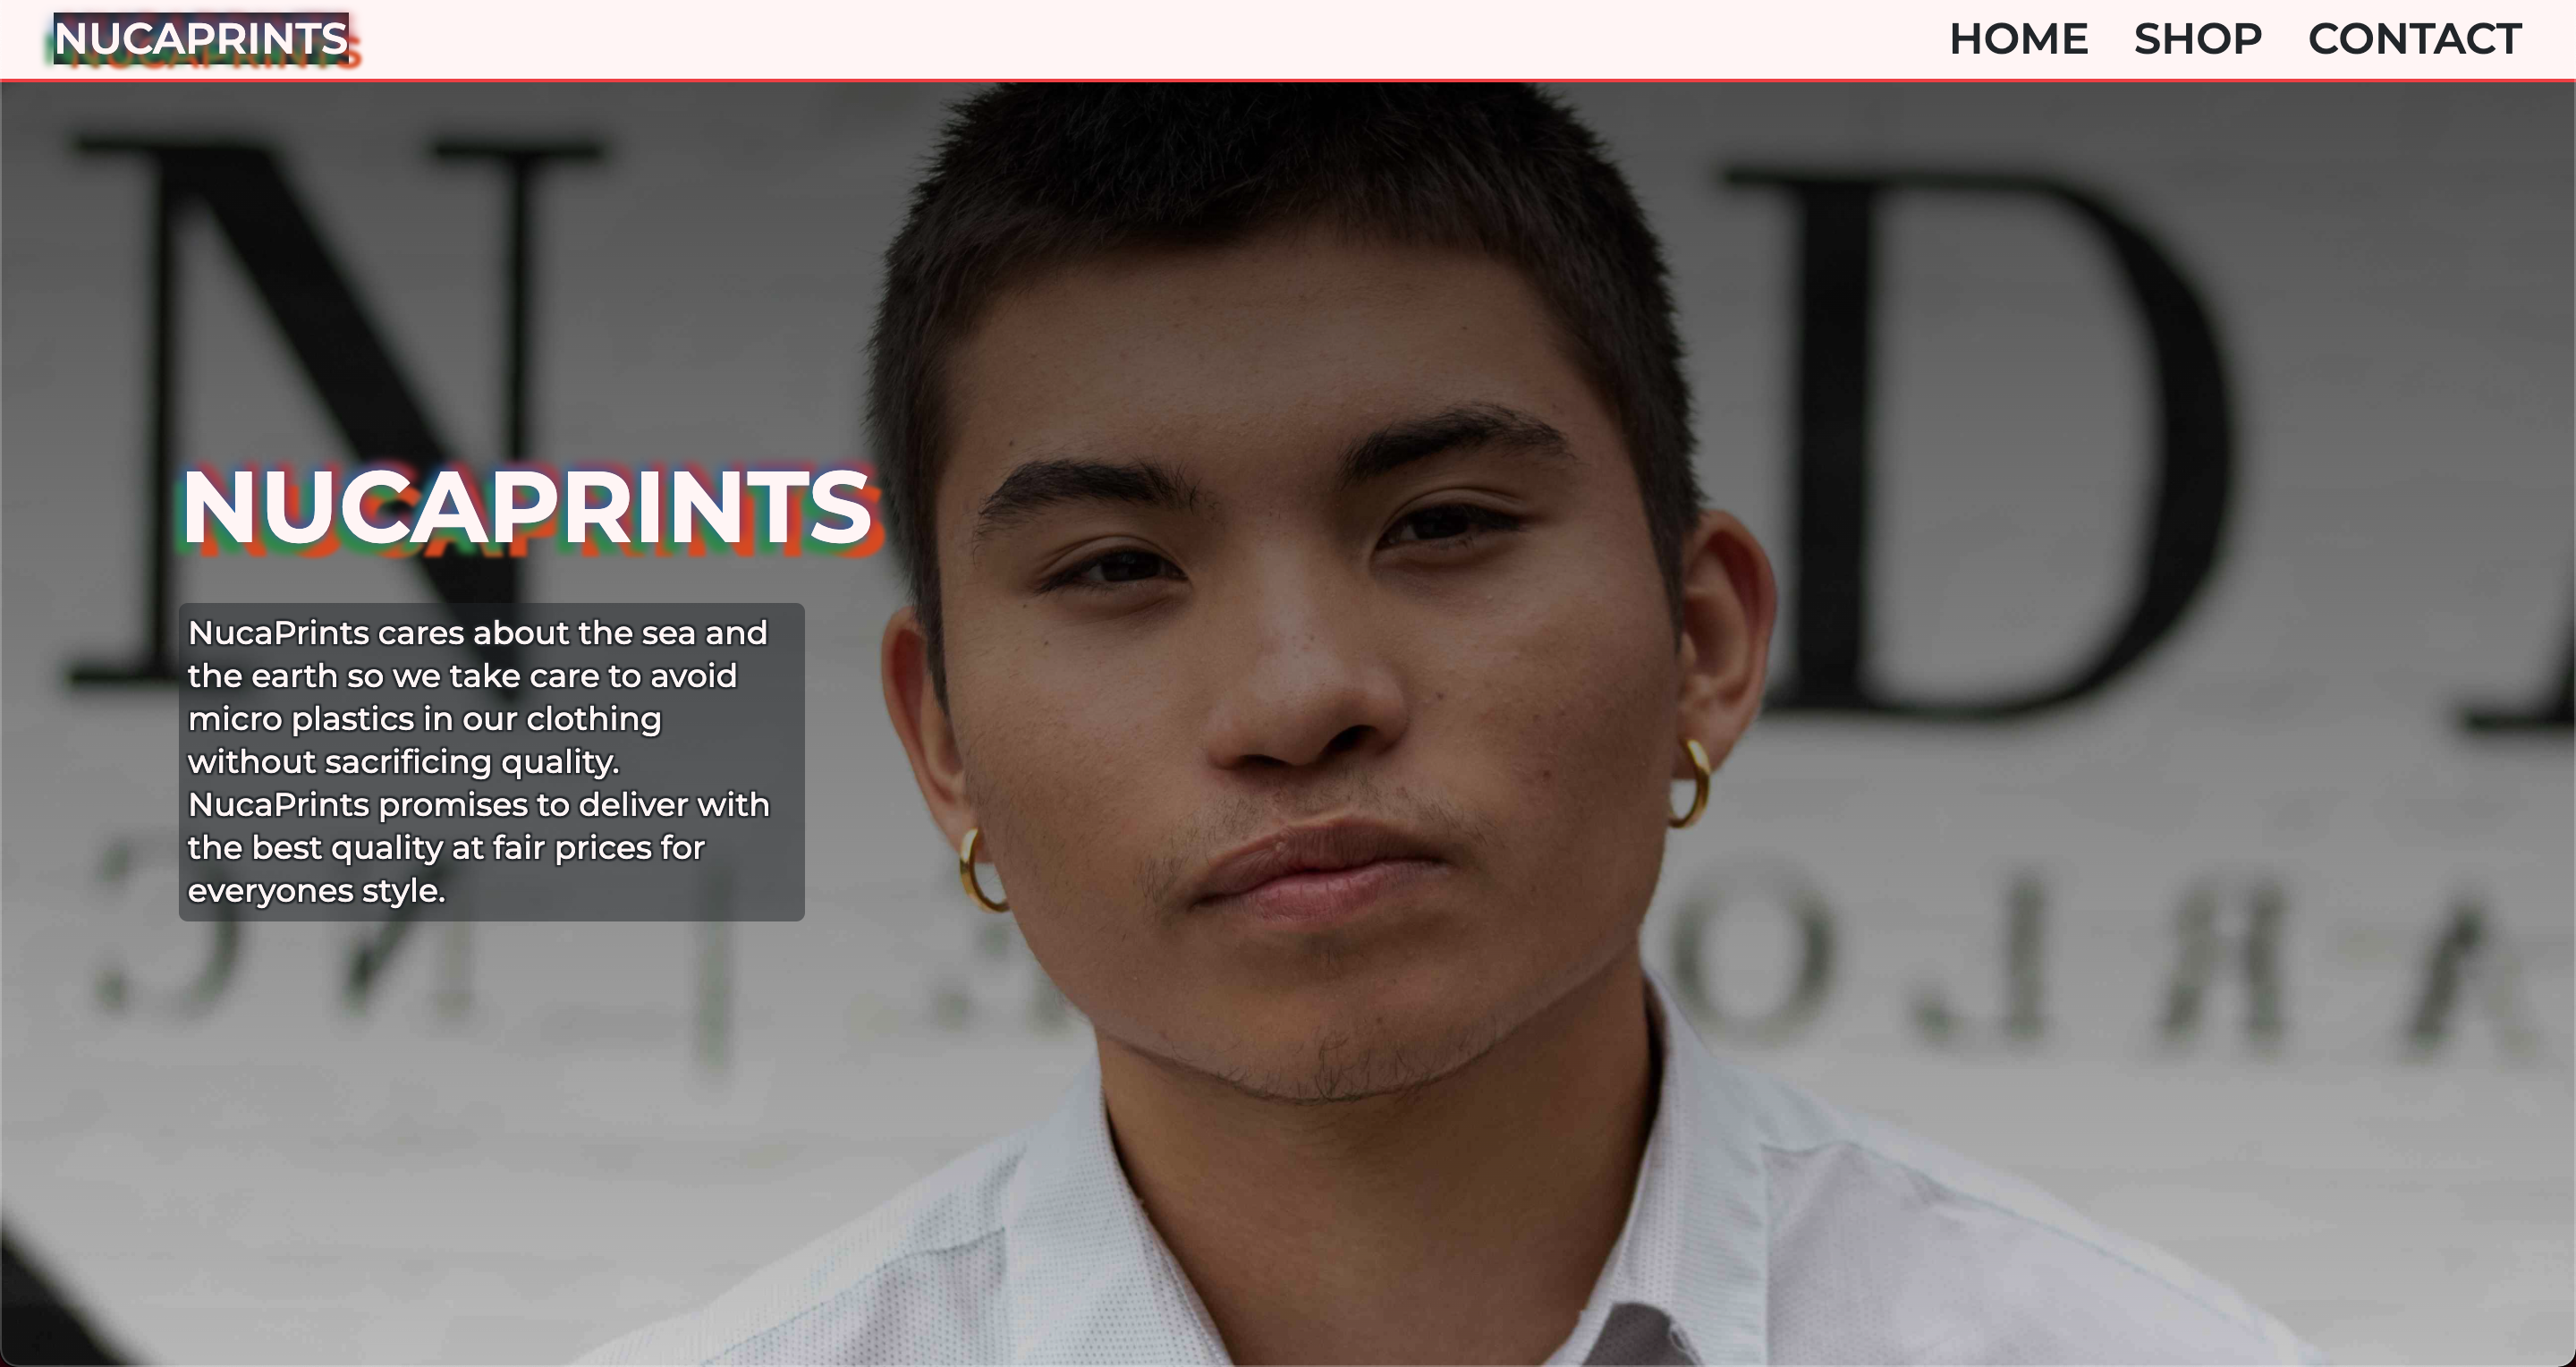 NUCAPRINTS
HOME SHOP CONTACT
N D
NUCAPRINTS
NucaPrints cares about the sea and
the earth so we take care to avoid
micro plastics in our clothing
without sacrificing quality.
NucaPrints promises to deliver with
the best quality at fair prices for
everyones style.